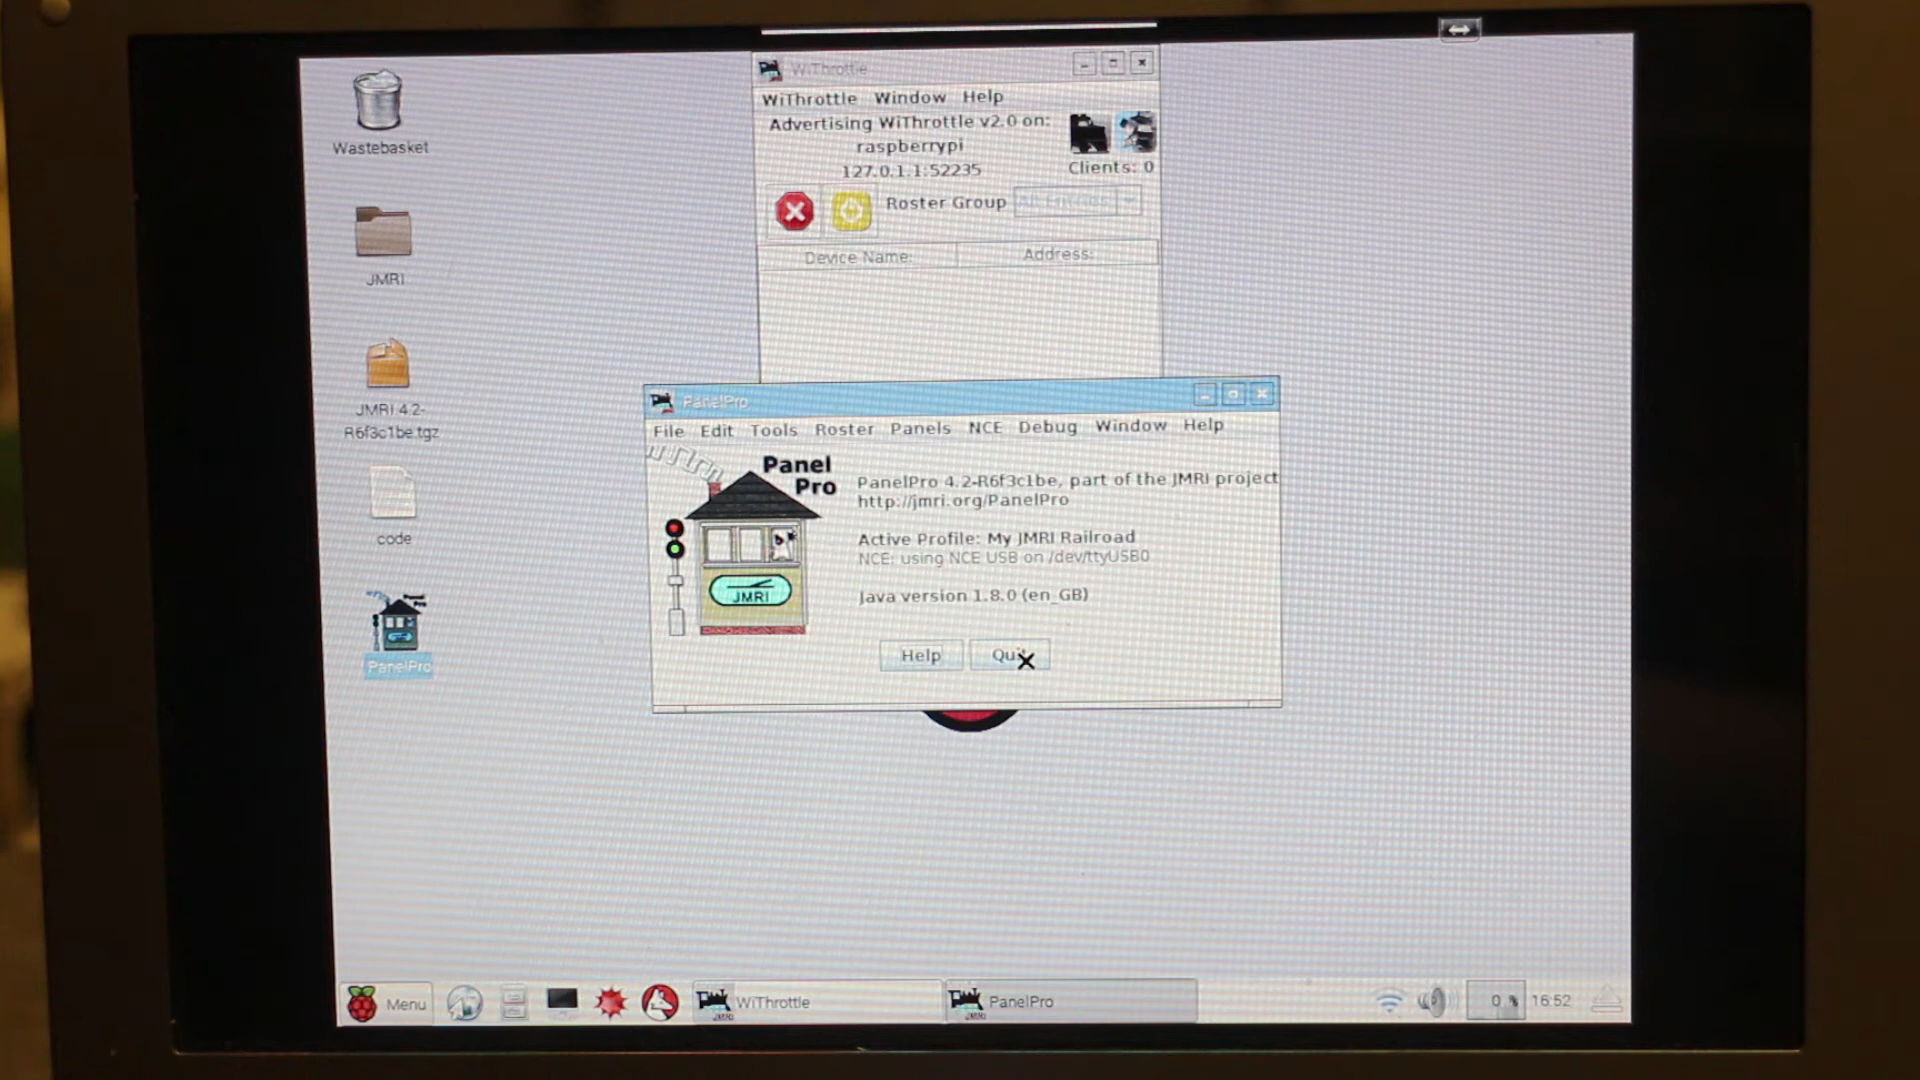 Wastebasket
JMRI
JMRI 4.2-
R6f3c1be.tgz
code
PanelPro
WiThrottle
WiThrottle Window Help
Advertising WiThrottle v2.0 on:
raspberrypi
127.0.1.1:52235
Clients: 0
Roster Group All Entries
Device Name: Address:
PanelPro
File Edit Tools Roster Panels NCE Debug Window Help
Panel
Pro
JMRI
PanelPro 4.2-R6f3c1be, part of the JMRI project
http://jmri.org/PanelPro
Active Profile: My JMRI Railroad
NCE: using NCE USB on /dev/ttyUSB0
Java version 1.8.0 (en_GB)
Help Quit
Menu WiThrottle PanelPro 0 % 16:52